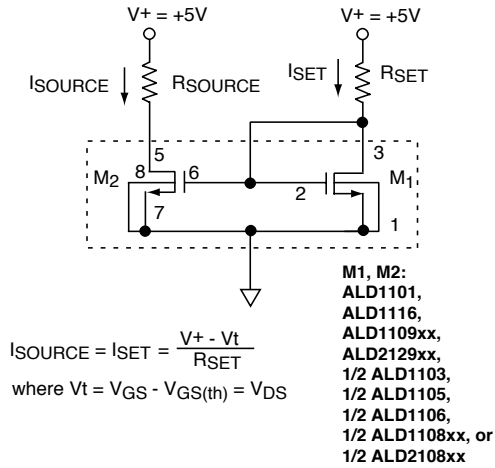 V+ = +5V
V+ = +5V
ISOURCE
RSOURCE
ISET
RSET
5
3
M2
8
6
2
M1
7
1
M1, M2:
ALD1101,
ALD1116,
ALD1109xx,
ALD2129xx,
1/2 ALD1103,
1/2 ALD1105,
1/2 ALD1106,
1/2 ALD1108xx, or
1/2 ALD2108xx
ISOURCE = ISET = V+ - Vt
RSET
where Vt = VGS - VGS(th) = VDS